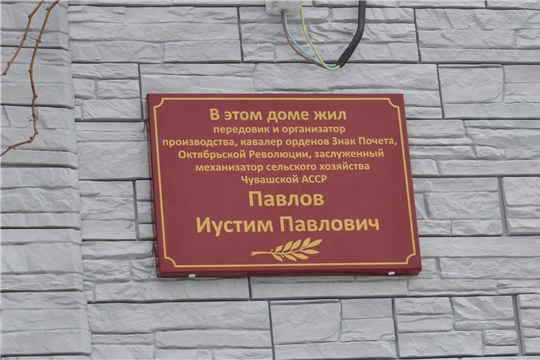 В этом доме жил
передовик и организатор
производства, кавалер орденов Знак Почета,
Октябрьской Революции, заслуженный
механизатор сельского хозяйства
Чувашской АССР
Павлов
Иустим Павлович